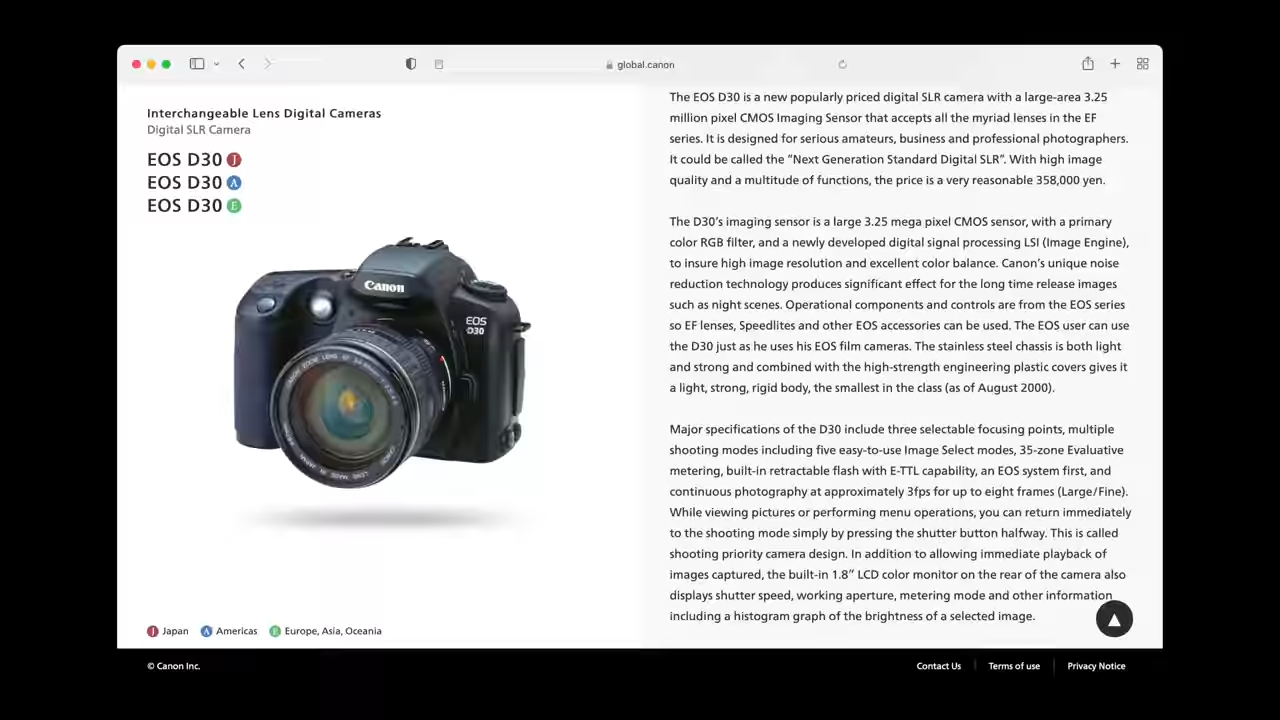 global.canon
Interchangeable Lens Digital Cameras
Digital SLR Camera
EOS D30 J
EOS D30 A
EOS D30 E
Canon
EOS
D30
Japan
Americas
Europe, Asia, Oceania
The EOS D30 is a new popularly priced digital SLR camera with a large-area 3.25
million pixel CMOS Imaging Sensor that accepts all the myriad lenses in the EF
series. It is designed for serious amateurs, business and professional photographers.
It could be called the “Next Generation Standard Digital SLR”. With high image
quality and a multitude of functions, the price is a very reasonable 358,000 yen.
The D30’s imaging sensor is a large 3.25 mega pixel CMOS sensor, with a primary
color RGB filter, and a newly developed digital signal processing LSI (Image Engine),
to insure high image resolution and excellent color balance. Canon’s unique noise
reduction technology produces significant effect for the long time release images
such as night scenes. Operational components and controls are from the EOS series
so EF lenses, Speedlites and other EOS accessories can be used. The EOS user can use
the D30 just as he uses his EOS film cameras. The stainless steel chassis is both light
and strong and combined with the high-strength engineering plastic covers gives it
a light, strong, rigid body, the smallest in the class (as of August 2000).
Major specifications of the D30 include three selectable focusing points, multiple
shooting modes including five easy-to-use Image Select modes, 35-zone Evaluative
metering, built-in retractable flash with E-TTL capability, an EOS system first, and
continuous photography at approximately 3fps for up to eight frames (Large/Fine).
While viewing pictures or performing menu operations, you can return immediately
to the shooting mode simply by pressing the shutter button halfway. This is called
shooting priority camera design. In addition to allowing immediate playback of
images captured, the built-in 1.8” LCD color monitor on the rear of the camera also
displays shutter speed, working aperture, metering mode and other information
including a histogram graph of the brightness of a selected image.
© Canon Inc.
Contact Us
Terms of use
Privacy Notice